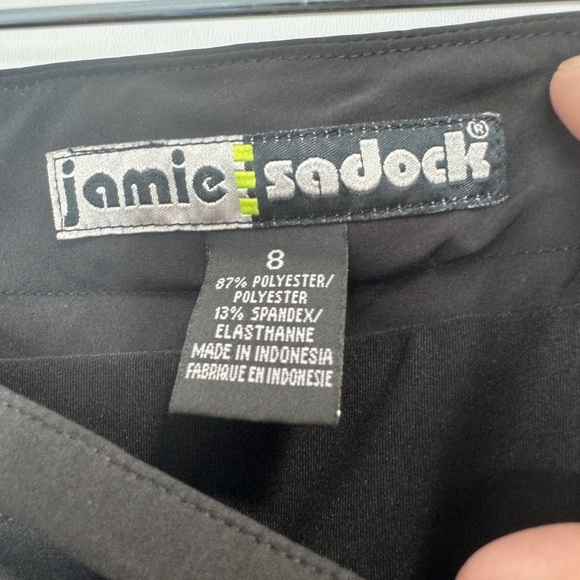 jamie sadock®
8
87% POLYESTER/
POLYESTER
13% SPANDEX/
ELASTHANNE
MADE IN INDONESIA
FABRIQUE EN INDONESIE